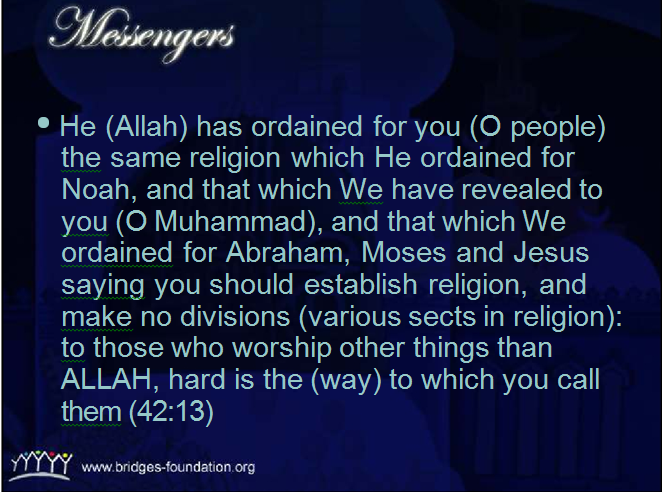 Messengers
• He (Allah) has ordained for you (O people)
the same religion which He ordained for
Noah, and that which We have revealed to
you (O Muhammad), and that which We
ordained for Abraham, Moses and Jesus
saying you should establish religion, and
make no divisions (various sects in religion):
to those who worship other things than
ALLAH, hard is the (way) to which you call
them (42:13)
www.bridges-foundation.org